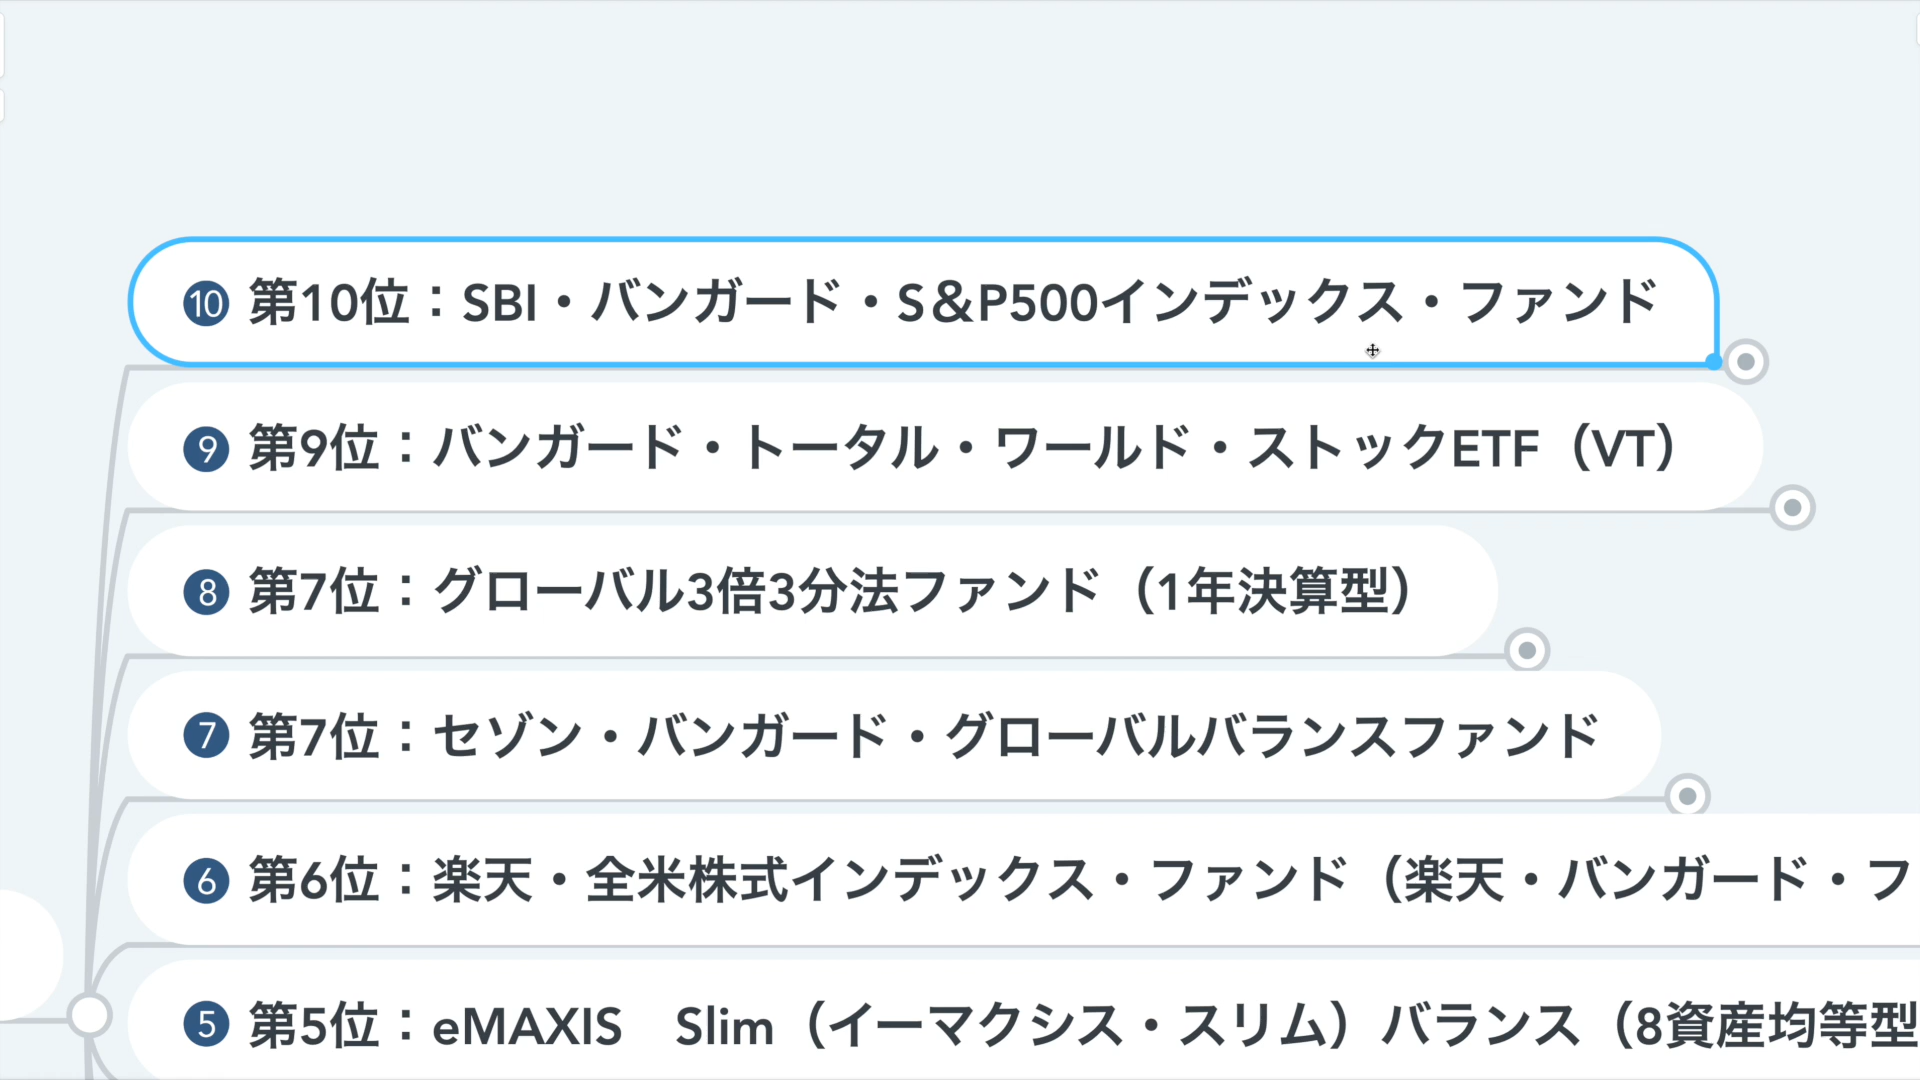 10 第10位：SBI・バンガード・S＆P500インデックス・ファンド
9 第9位：バンガード・トータル・ワールド・ストックETF（VT）
8 第7位：グローバル3倍3分法ファンド（1年決算型）
7 第7位：セゾン・バンガード・グローバルバランスファンド
6 第6位：楽天・全米株式インデックス・ファンド（楽天・バンガード・フ
5 第5位：eMAXIS　Slim（イーマクシス・スリム）バランス（8資産均等型